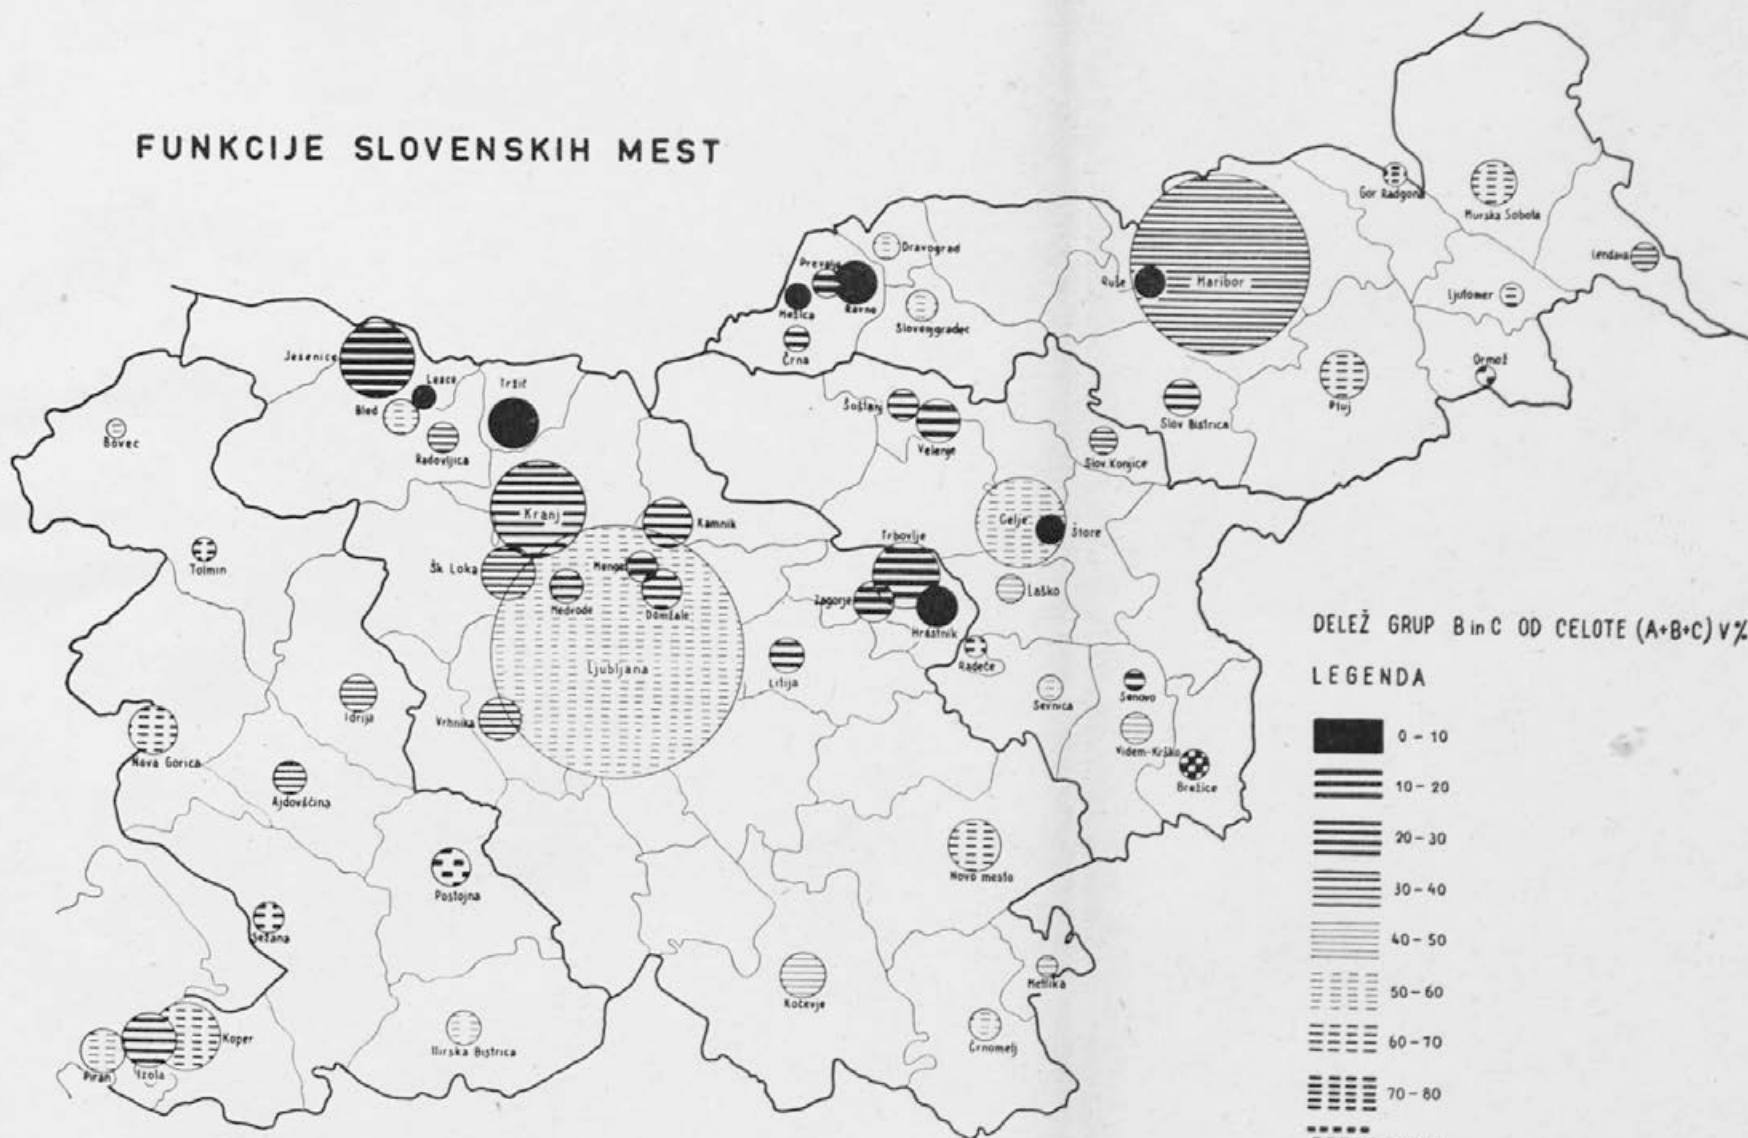 FUNKCIJE SLOVENSKIH MEST
Gor Radgona
Murska Sobota
Lendava
Ljutomer
Ormož
Ptuj
Maribor
Ruše
Slov Bistrica
Slov. Konjice
Dravograd
Prevalje
Ravne
Mežica
Črna
Slovenjgradec
Šoštanj
Velenje
Jesenice
Lesce
Bled
Radovljica
Tržič
Bovec
Tolmin
Kranj
Kamnik
Šk Loka
Menges
Medvode
Domžale
Ljubljana
Vrhnika
Litija
Trbovlje
Zagorje
Hrastnik
Celje
Štore
Laško
Radeče
Sevnica
Senovo
Videm-Krško
Brežice
Idrija
Nova Gorica
Ajdovščina
Postojna
Sežana
Koper
Izola
Piran
Ilirska Bistrica
Kočevje
Novo mesto
Metlika
Črnomelj
DELEŽ GRUP B in C OD CELOTE (A+B+C) V %
LEGENDA
0 - 10
10 - 20
20 - 30
30 - 40
40 - 50
50 - 60
60 - 70
70 - 80